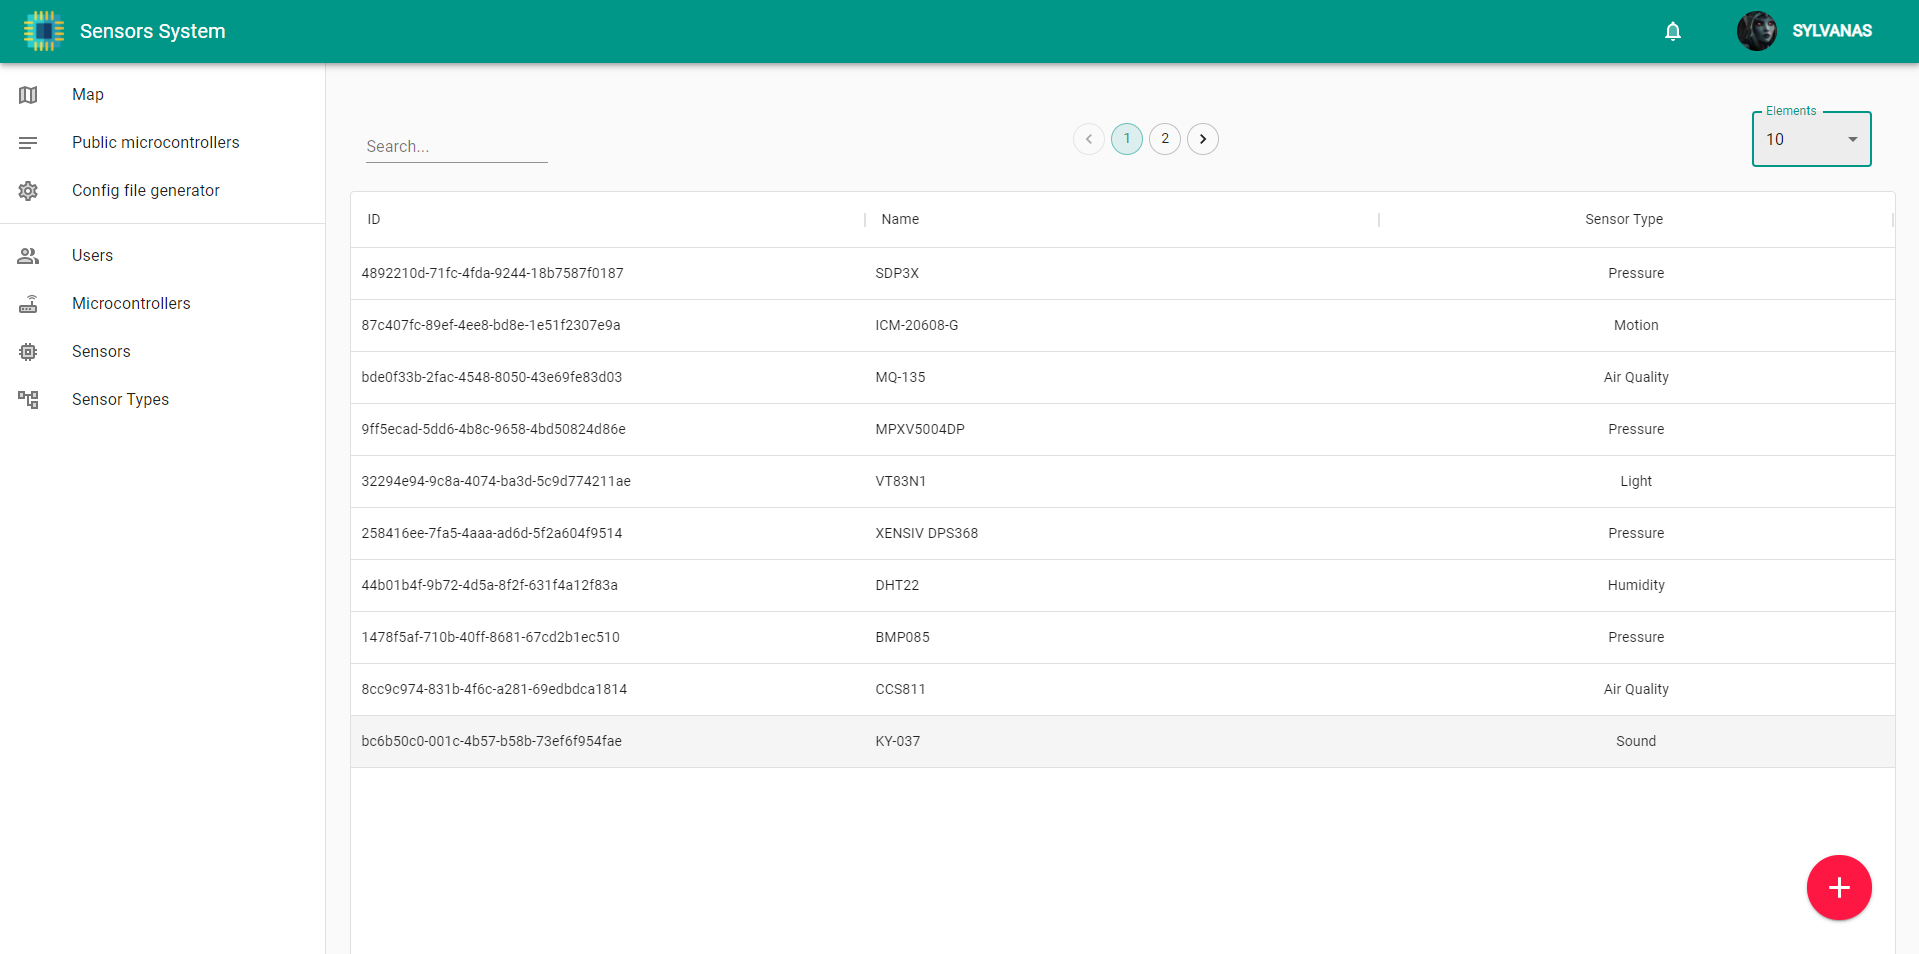 Sensors System
SYLVANAS
Map
Public microcontrollers
Config file generator
Users
Microcontrollers
Sensors
Sensor Types
Search...
1 2
Elements
10
ID Name Sensor Type
4892210d-71fc-4fda-9244-18b7587f0187 SDP3X Pressure
87c407fc-89ef-4ee8-bd8e-1e51f2307e9a ICM-20608-G Motion
bde0f33b-2fac-4548-8050-43e69fe83d03 MQ-135 Air Quality
9ff5ecad-5dd6-4b8c-9658-4bd50824d86e MPXV5004DP Pressure
32294e94-9c8a-4074-ba3d-5c9d774211ae VT83N1 Light
258416ee-7fa5-4aaa-ad6d-5f2a604f9514 XENSIV DPS368 Pressure
44b01b4f-9b72-4d5a-8f2f-631f4a12f83a DHT22 Humidity
1478f5af-710b-40ff-8681-67cd2b1ec510 BMP085 Pressure
8cc9c974-831b-4f6c-a281-69edbdca1814 CCS811 Air Quality
bc6b50c0-001c-4b57-b58b-73ef6f954fae KY-037 Sound